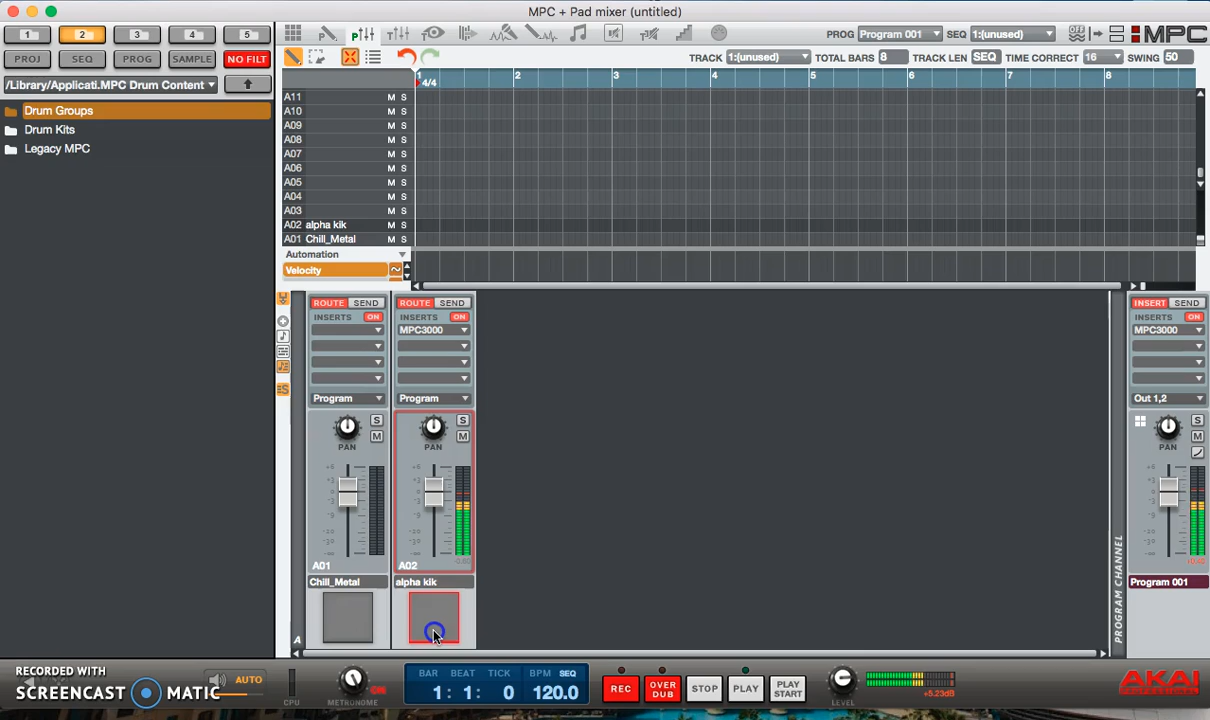 MPC + Pad mixer (untitled)
1 2 3 4 5
PROG Program 001 SEQ 1:(unused) MPC
PROJ SEQ PROG SAMPLE NO FILT
TRACK 1:(unused) TOTAL BARS 8 TRACK LEN SEQ TIME CORRECT 16 SWING 50
/Library/Applicati.MPC Drum Content
1 2 3 4 5 6 7 8
4/4
Drum Groups
Drum Kits
Legacy MPC
A11 M S
A10 M S
A09 M S
A08 M S
A07 M S
A06 M S
A05 M S
A04 M S
A03 M S
A02 alpha kik M S
A01 Chill_Metal M S
Automation
Velocity
ROUTE SEND ROUTE SEND INSERT SEND
INSERTS ON INSERTS ON INSERTS ON
MPC3000 MPC3000
Program Program Out 1,2
S S S
M M M
PAN PAN PAN
PROGRAM CHANNEL
A01 A02
Chill_Metal alpha kik Program 001
A
RECORDED WITH
SCREENCAST MATIC
AUTO
CPU
METRONOME
ON
BAR BEAT TICK BPM SEQ
1: 1: 0 120.0
REC OVER DUB STOP PLAY PLAY START
LEVEL
+5.23dB
AKAI
PROFESSIONAL